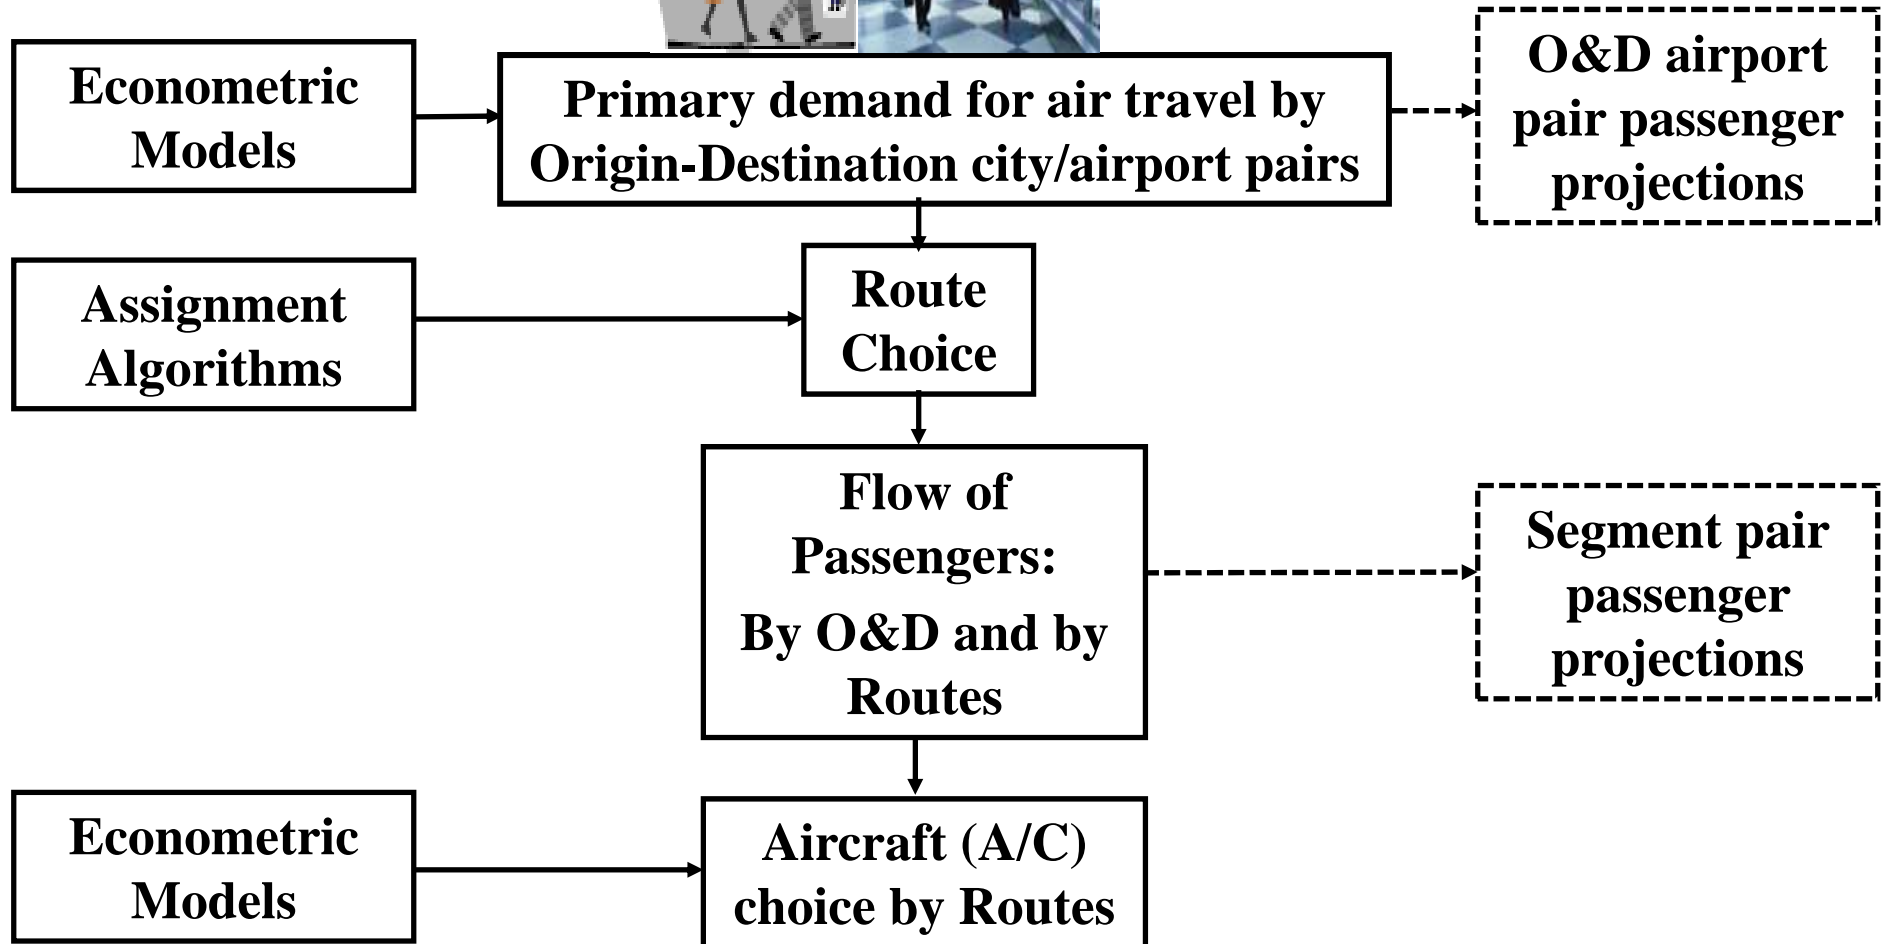 Econometric
Models
Primary demand for air travel by
Origin-Destination city/airport pairs
O&D airport
pair passenger
projections
Assignment
Algorithms
Route
Choice
Flow of
Passengers:
By O&D and by
Routes
Segment pair
passenger
projections
Econometric
Models
Aircraft (A/C)
choice by Routes